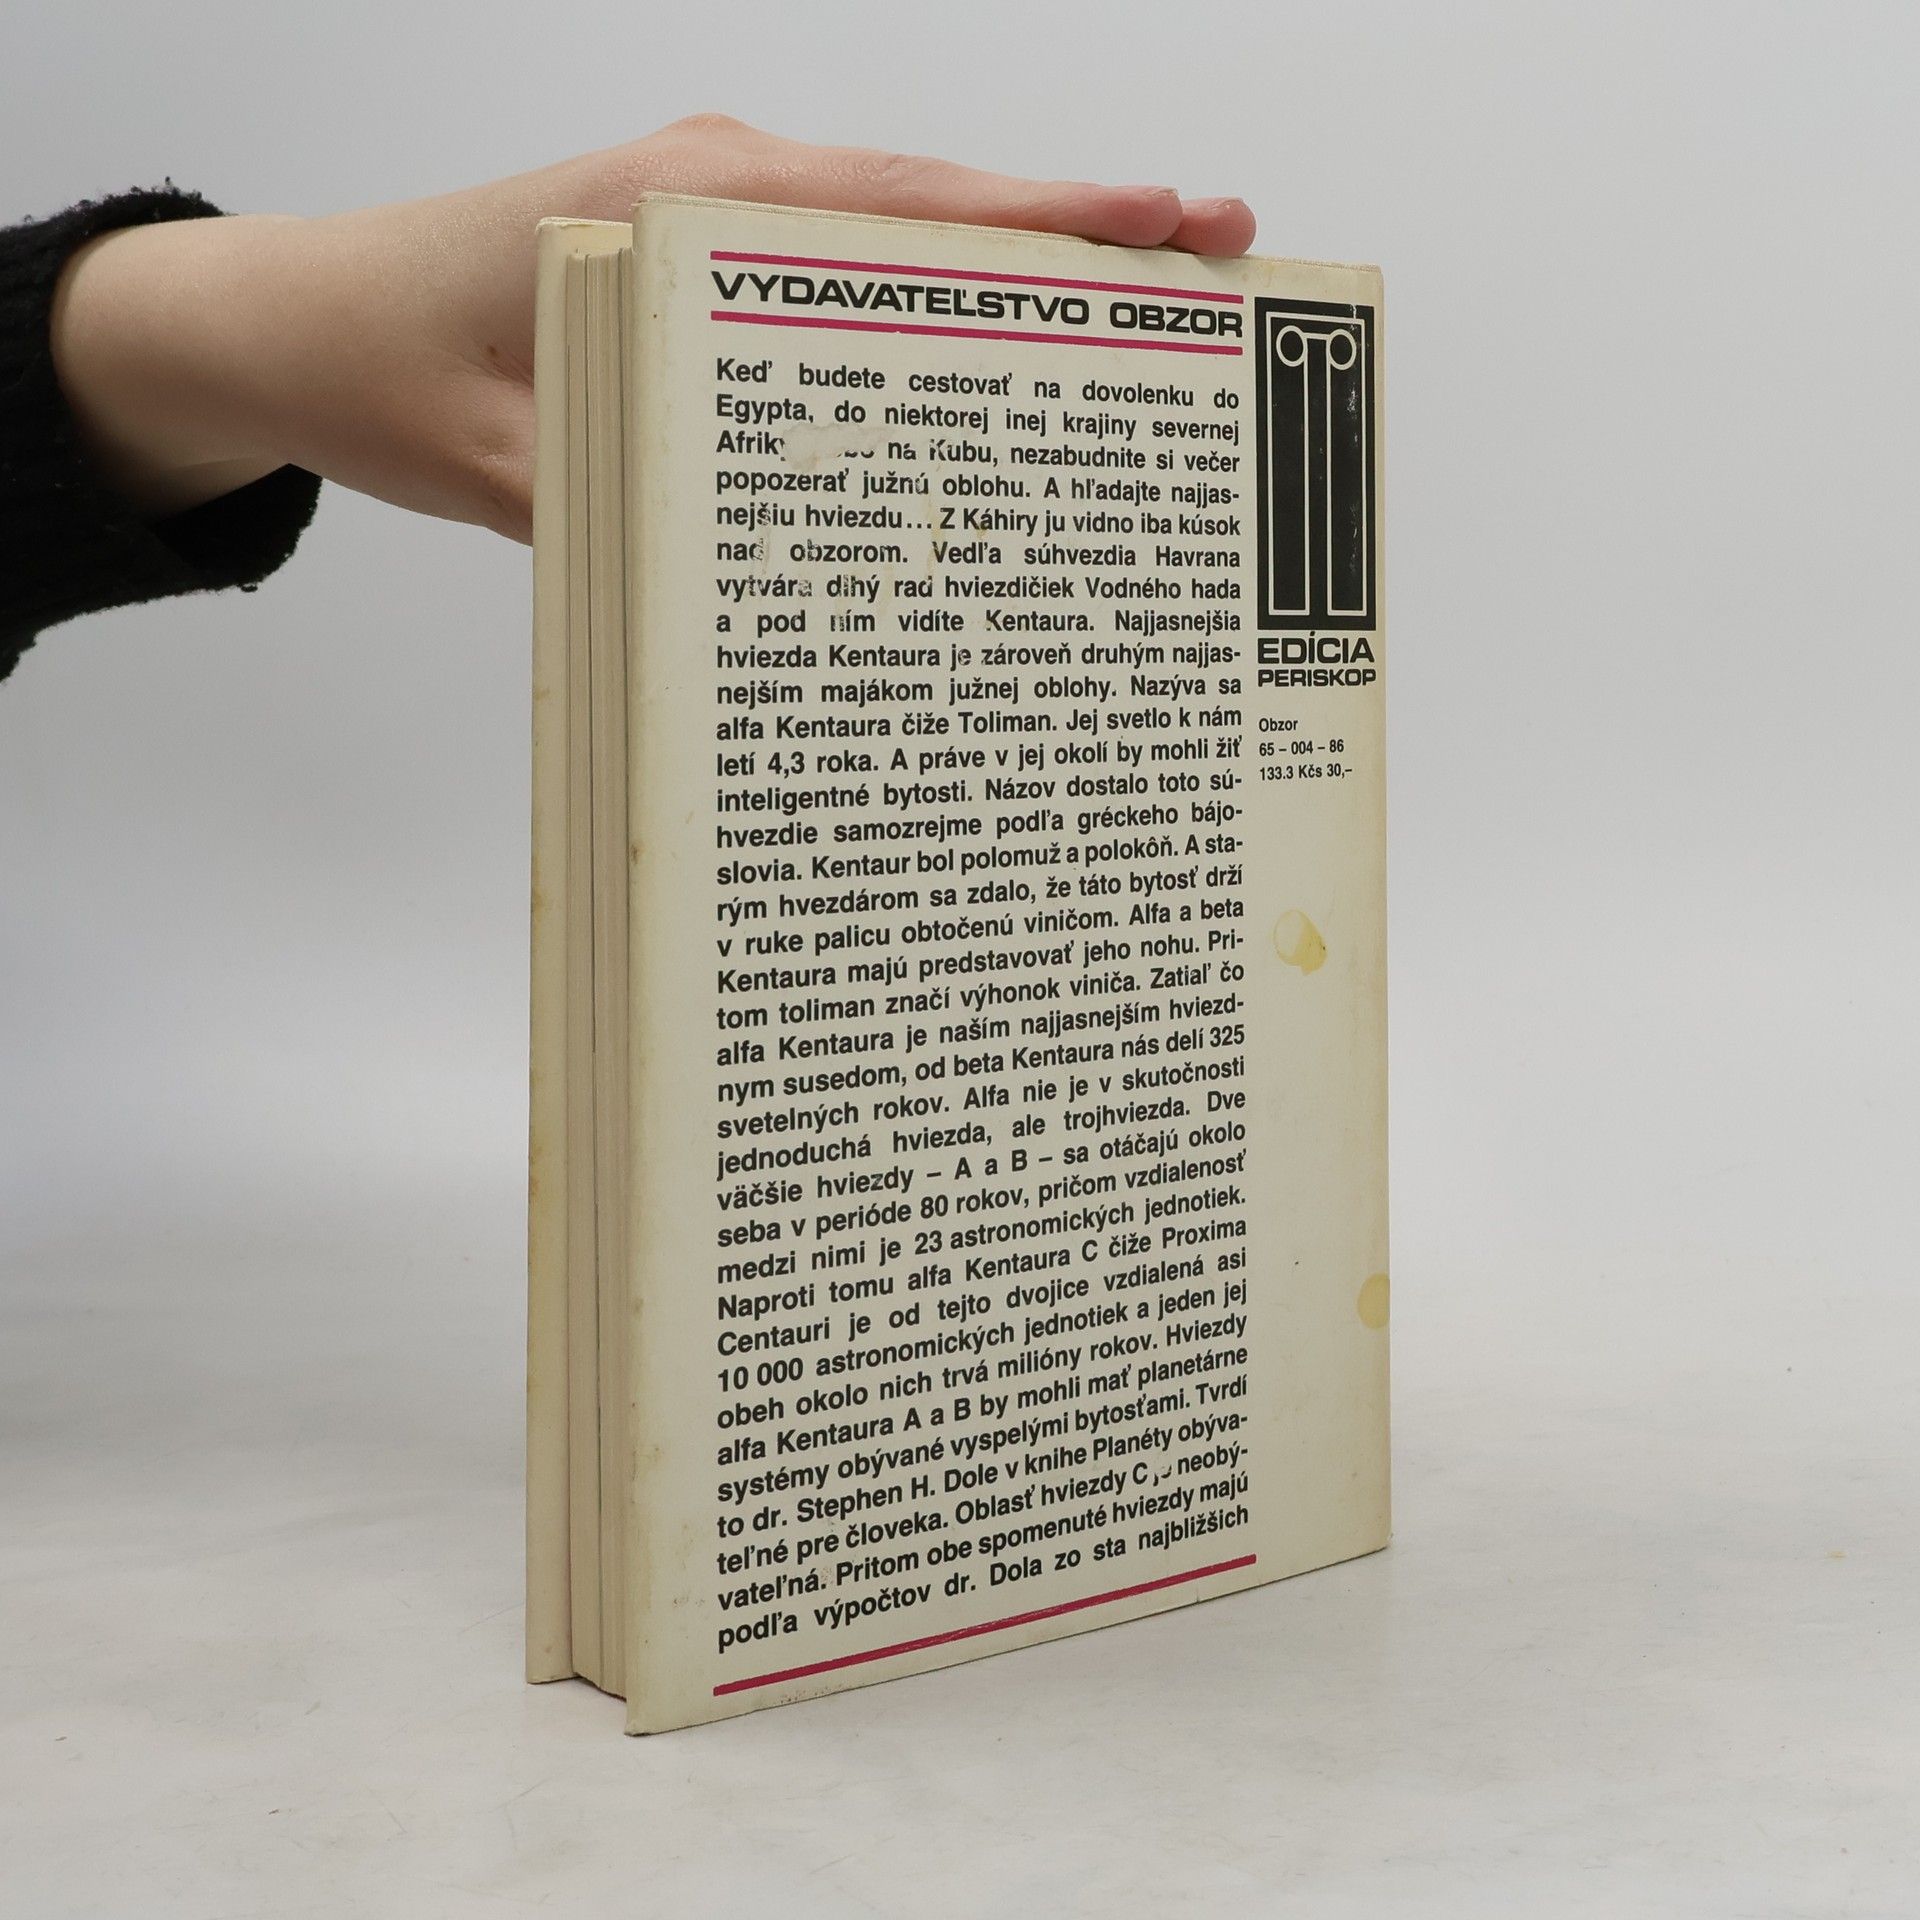 VYDAVATEĽSTVO OBZOR
Keď budete cestovať na dovolenku do
Egypta, do niektorej inej krajiny severnej
na Kubu, nezabudnite si večer
popozerať južnú oblohu. A hľadajte najjas-
nejšiu hviezdu... Z Káhiry ju vidno iba kúsok
nad obzorom. Vedľa súhvezdia Havrana
vytvára dlhý rad hviezdičiek Vodného hada
a pod ním vidíte Kentaura. Najjasnejšia
hviezda Kentaura je zároveň druhým najjas-
nejším majákom južnej oblohy. Nazýva sa
alfa Kentaura čiže Toliman. Jej svetlo k nám
letí 4,3 roka. A práve v jej okolí by mohli žiť
inteligentné bytosti. Názov dostalo toto sú-
hvezdie samozrejme podľa gréckeho bájo-
slovia. Kentaur bol polomuž a polokôň. A sta-
rým hvezdárom sa zdalo, že táto bytosť drží
v ruke palicu obtočenú viničom. Alfa a beta
Kentaura majú predstavovať jeho nohu. Pri-
tom toliman značí výhonok viniča. Zatiaľ čo
alfa Kentaura je naším najjasnejším hviezd-
nym susedom, od beta Kentaura nás delí 325
svetelných rokov. Alfa nie je v skutočnosti
jednoduchá hviezda, ale trojhviezda. Dve
väčšie hviezdy – A a B – sa otáčajú okolo
seba v perióde 80 rokov, pričom vzdialenosť
medzi nimi je 23 astronomických jednotiek.
Naproti tomu alfa Kentaura C čiže Proxima
Centauri je od tejto dvojice vzdialená asi
10 000 astronomických jednotiek a jeden jej
obeh okolo nich trvá milióny rokov. Hviezdy
alfa Kentaura A a B by mohli mať planetárne
systémy obývané vyspelými bytosťami. Tvrdí
to dr. Stephen H. Dole v knihe Planéty obýva-
teľné pre človeka. Oblasť hviezdy C je neobý-
vateľná. Pritom obe spomenuté hviezdy majú
podľa výpočtov dr. Dola zo sta najbližších
EDÍCIA
PERISKOP
Obzor
65 – 004 – 86
133.3 Kčs 30,–